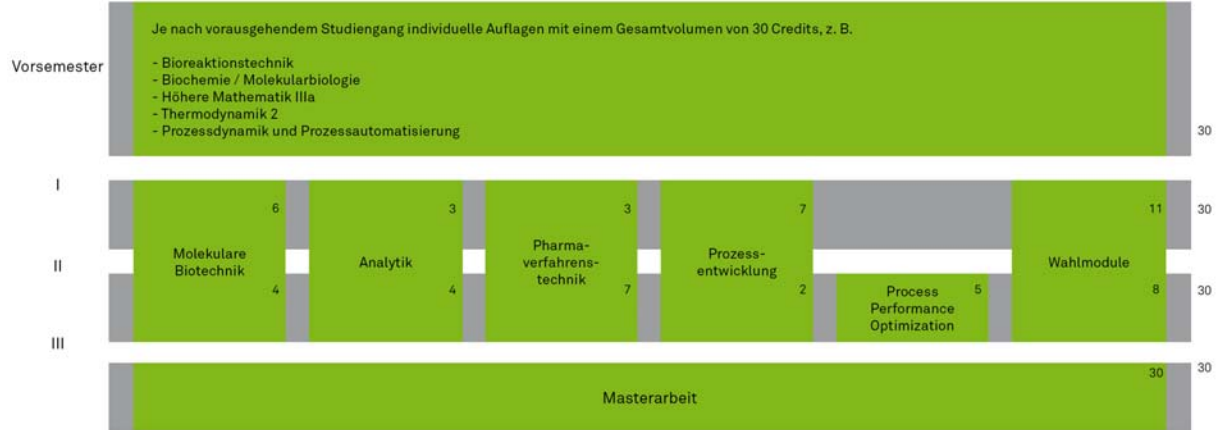 Je nach vorausgehendem Studiengang individuelle Auflagen mit einem Gesamtvolumen von 30 Credits, z. B.
Vorsemester
- Bioreaktionstechnik
- Biochemie / Molekularbiologie
- Höhere Mathematik IIIa
- Thermodynamik 2
- Prozessdynamik und Prozessautomatisierung
30
I
6
3
3
7
11
30
II
Molekulare
Biotechnik
Analytik
Pharma-
verfahrens-
technik
Prozess-
entwicklung
Wahlmodule
4
4
7
2
Process
Performance
Optimization
5
8
30
III
30
30
Masterarbeit